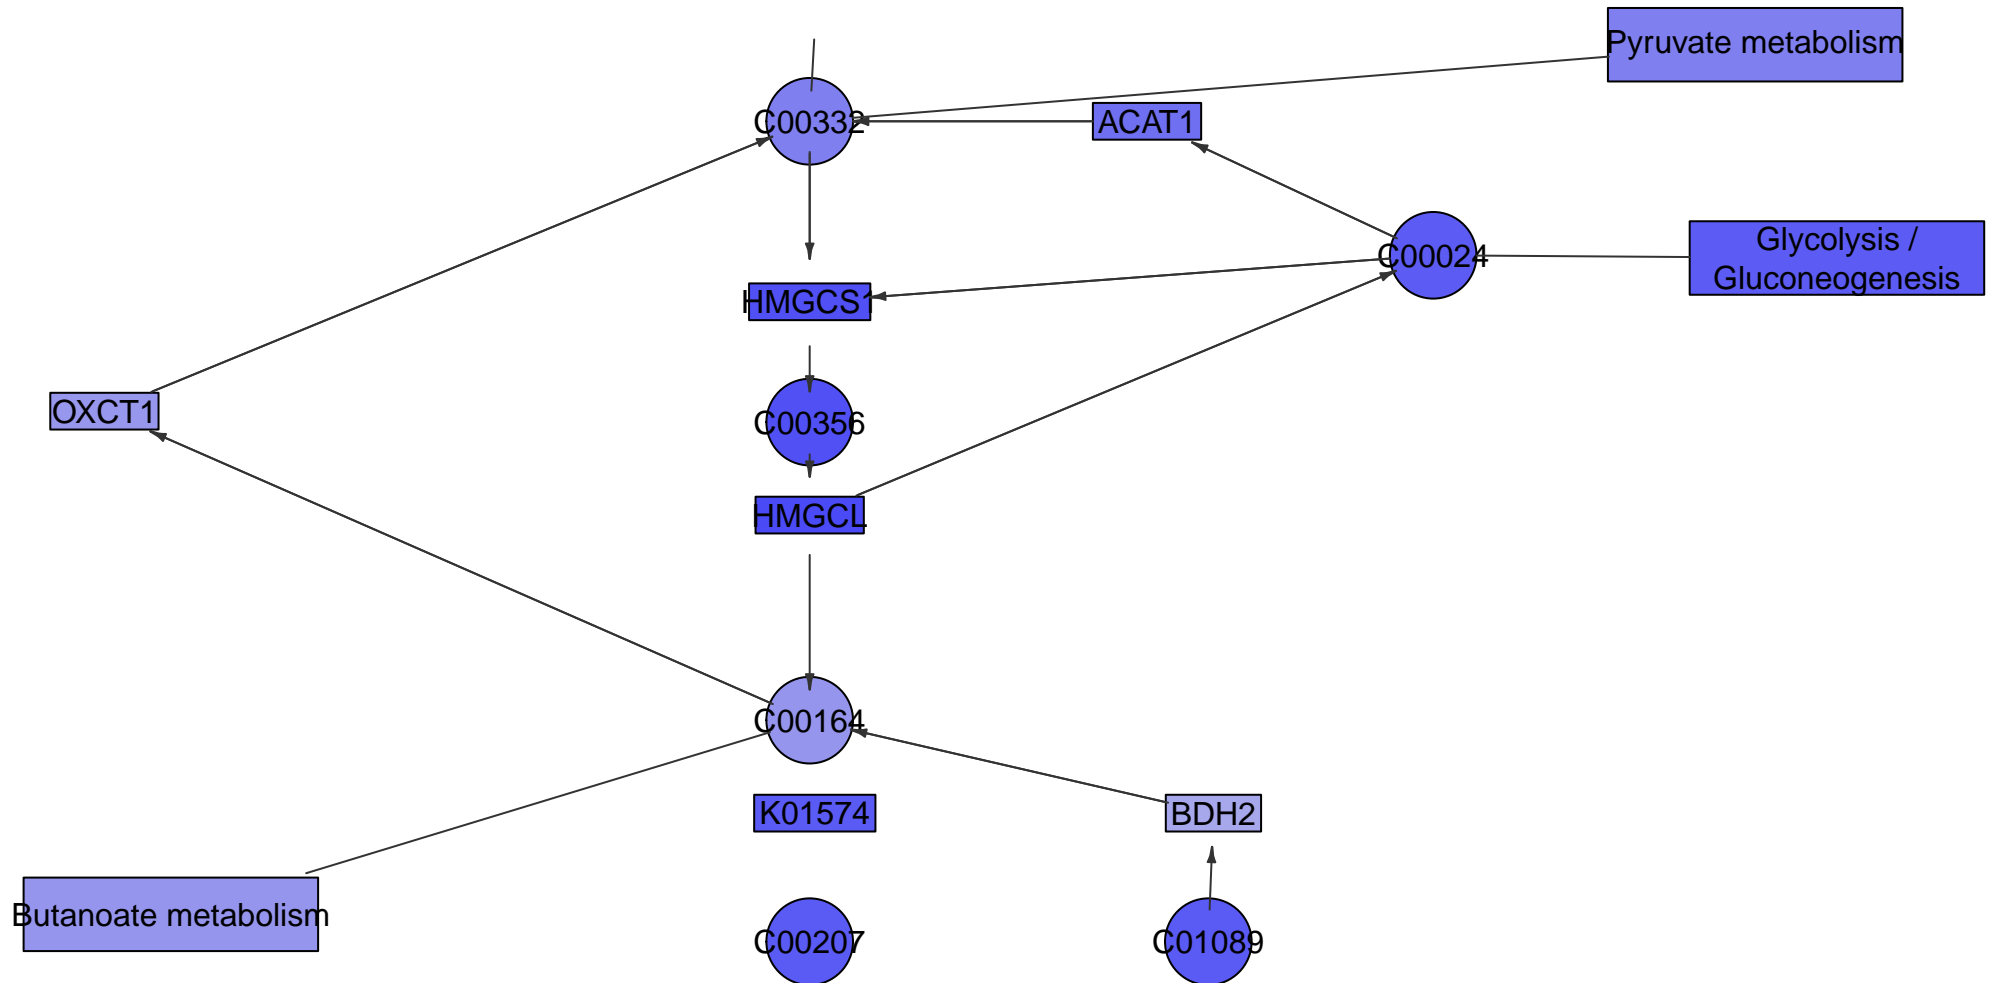 Pyruvate metabolism
C00332
ACAT1
Glycolysis /
Gluconeogenesis
C00024
HMGCS1
OXCT1
C00356
HMGCL
C00164
K01574
BDH2
Butanoate metabolism
C00207
C01089